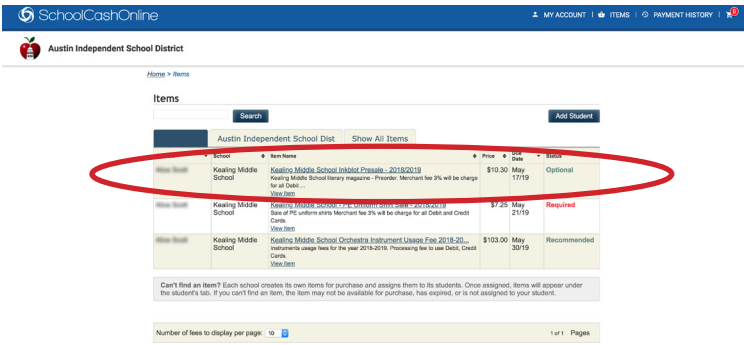 SchoolCashOnline
MY ACCOUNT | ITEMS | PAYMENT HISTORY | 0
Austin Independent School District
Home > Items
Items
Search
Add Student
Austin Independent School Dist Show All Items
School Item Name Price Due Date Status
Kealing Middle School Kealing Middle School Inkblot Presale - 2018/2019 $10.30 May 17/19 Optional
Kealing Middle School literary magazine - Preorder. Merchant fee 3% will be charge
for all Debit ...
View Item
Kealing Middle School Kealing Middle School - PE Uniform Shirt Sale - 2018/2019 $7.25 May 21/19 Required
Sale of PE uniform shirts Merchant fee 3% will be charge for all Debit and Credit
Cards.
View Item
Kealing Middle School Kealing Middle School Orchestra Instrument Usage Fee 2018-20... $103.00 May 30/19 Recommended
Instruments usage fees for the year 2018-2019. Processing fee to use Debit, Credit
Cards.
View Item
Can't find an item? Each school creates its own items for purchase and assigns them to its students. Once assigned, items will appear under
the student's tab. If you can't find an item, the item may not be available for purchase, has expired, or is not assigned to your student.
Number of fees to display per page: 10
1 of 1 Pages